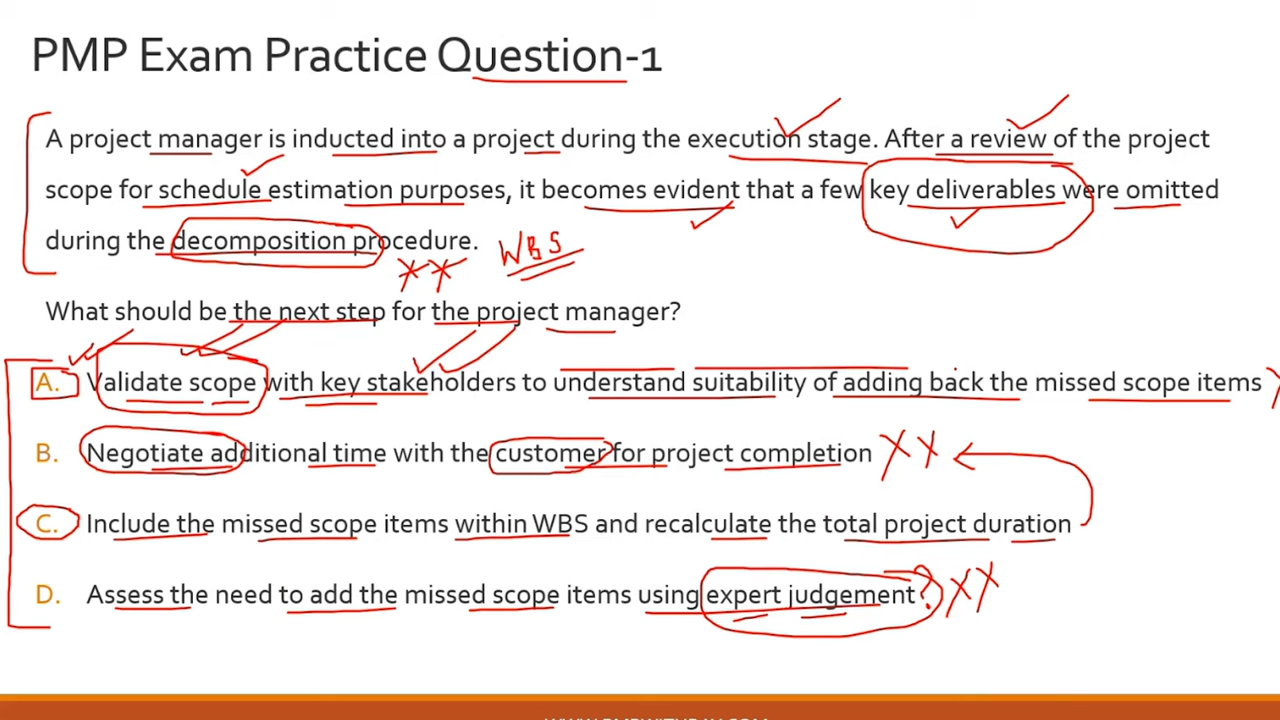 PMP Exam Practice Question-1
A project manager is inducted into a project during the execution stage. After a review of the project
scope for schedule estimation purposes, it becomes evident that a few key deliverables were omitted
during the decomposition procedure.
WBS
What should be the next step for the project manager?
A. Validate scope with key stakeholders to understand suitability of adding back the missed scope items
B. Negotiate additional time with the customer for project completion XX
C. Include the missed scope items within WBS and recalculate the total project duration
D. Assess the need to add the missed scope items using expert judgement ? XX